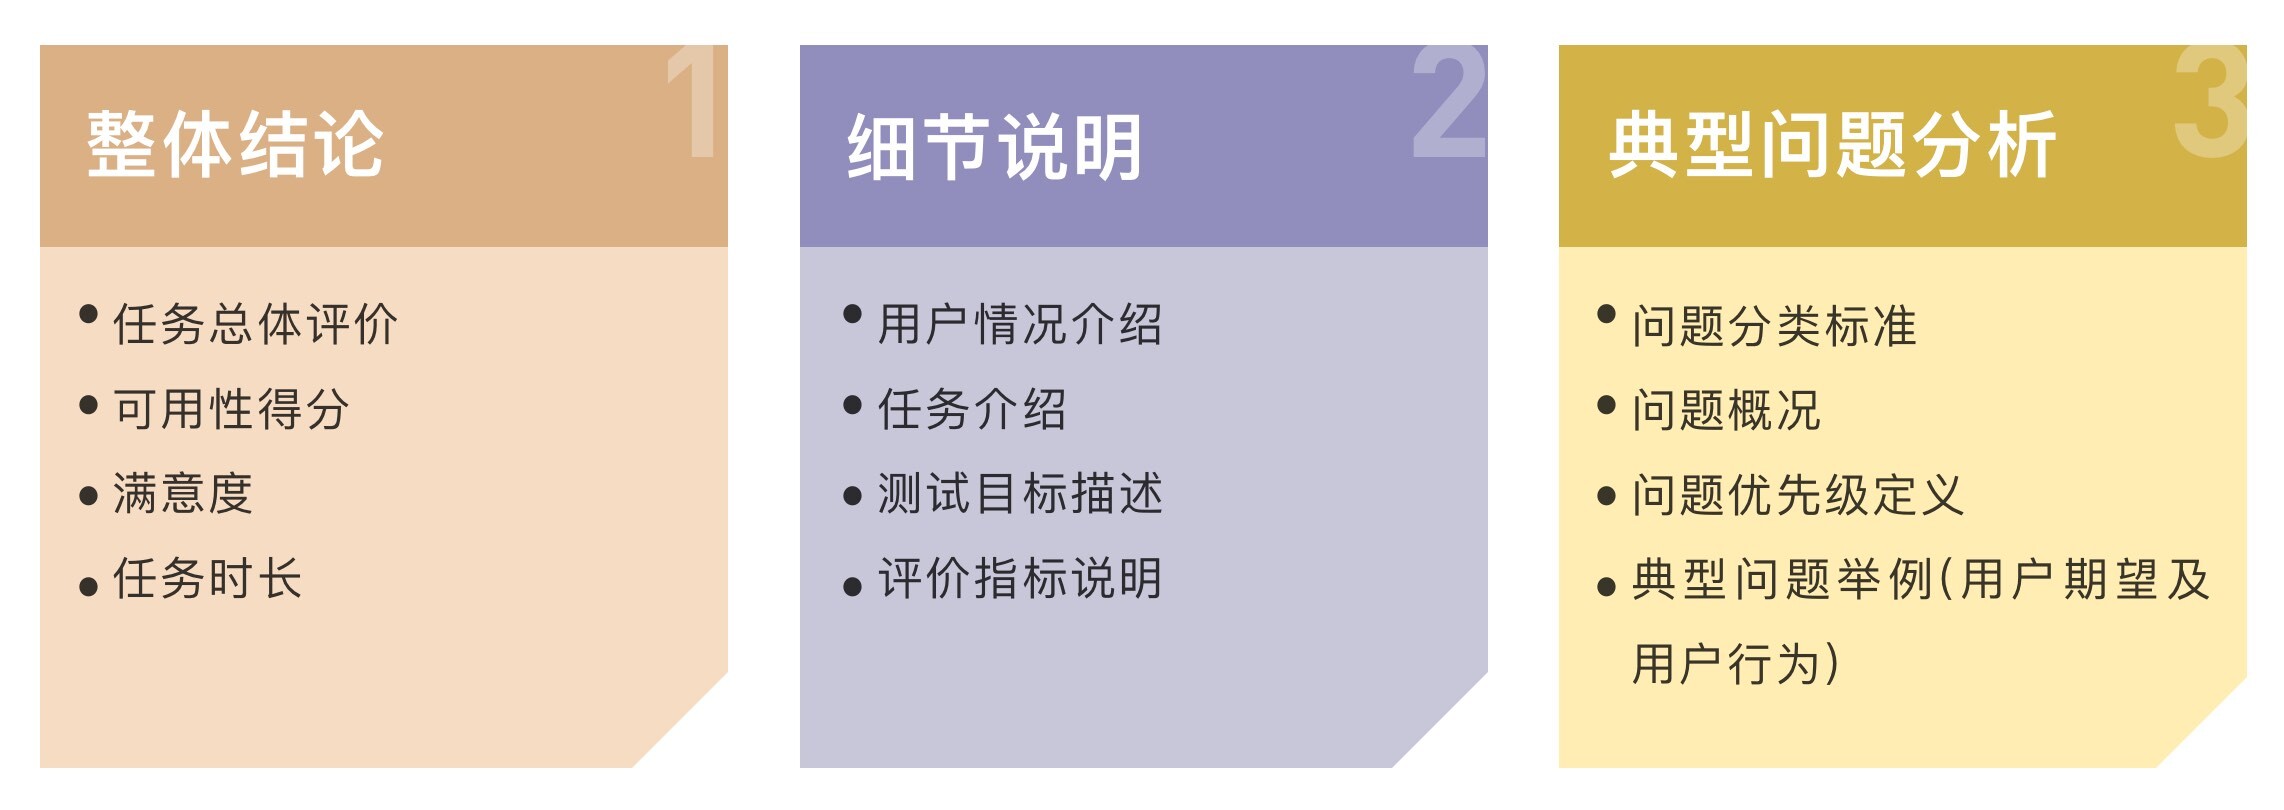 1
整体结论
• 任务总体评价
• 可用性得分
• 满意度
• 任务时长
2
细节说明
• 用户情况介绍
• 任务介绍
• 测试目标描述
• 评价指标说明
3
典型问题分析
• 问题分类标准
• 问题概况
• 问题优先级定义
• 典型问题举例(用户期望及
用户行为)